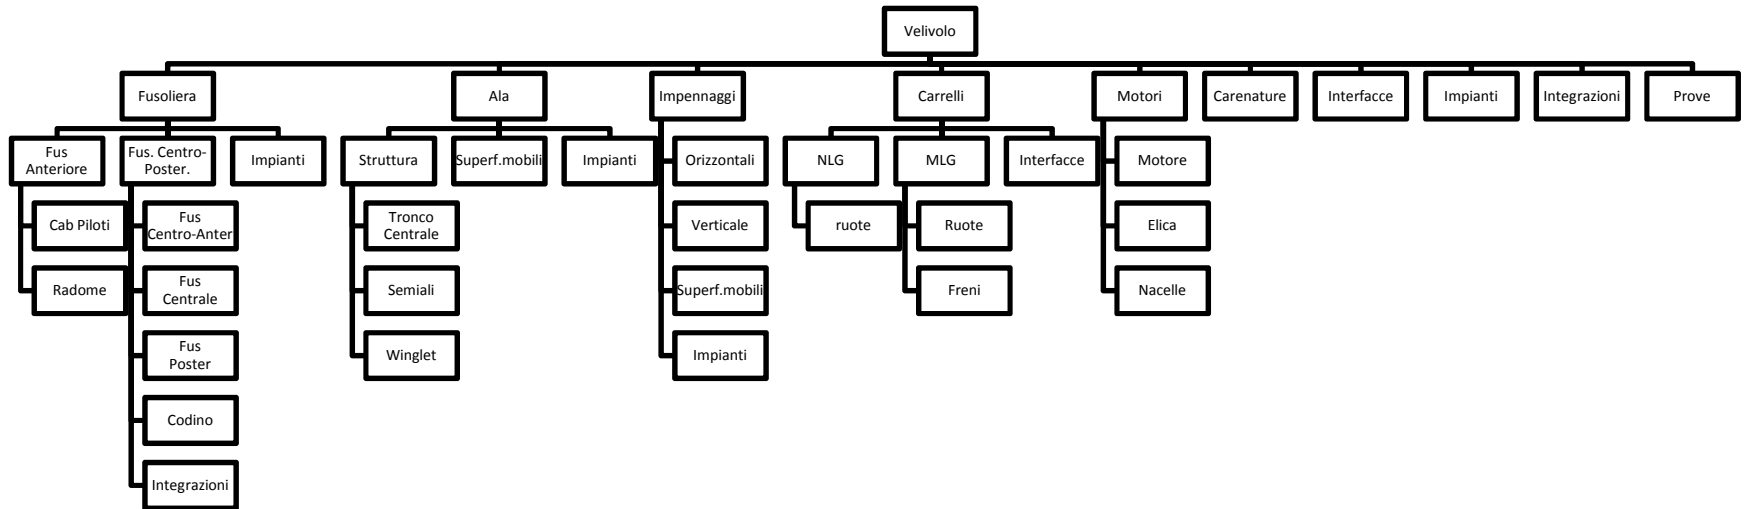 Velivolo
Fusoliera
Ala
Impennaggi
Carrelli
Motori
Carenature
Interfacce
Impianti
Integrazioni
Prove
Fus
Anteriore
Fus. Centro-
Poster.
Impianti
Struttura
Superf.mobili
Impianti
Orizzontali
NLG
MLG
Interfacce
Motore
Cab Piloti
Fus
Centro-Anter
Tronco
Centrale
Verticale
ruote
Ruote
Elica
Radome
Fus
Centrale
Semiali
Superf.mobili
Freni
Nacelle
Fus
Poster
Winglet
Impianti
Codino
Integrazioni